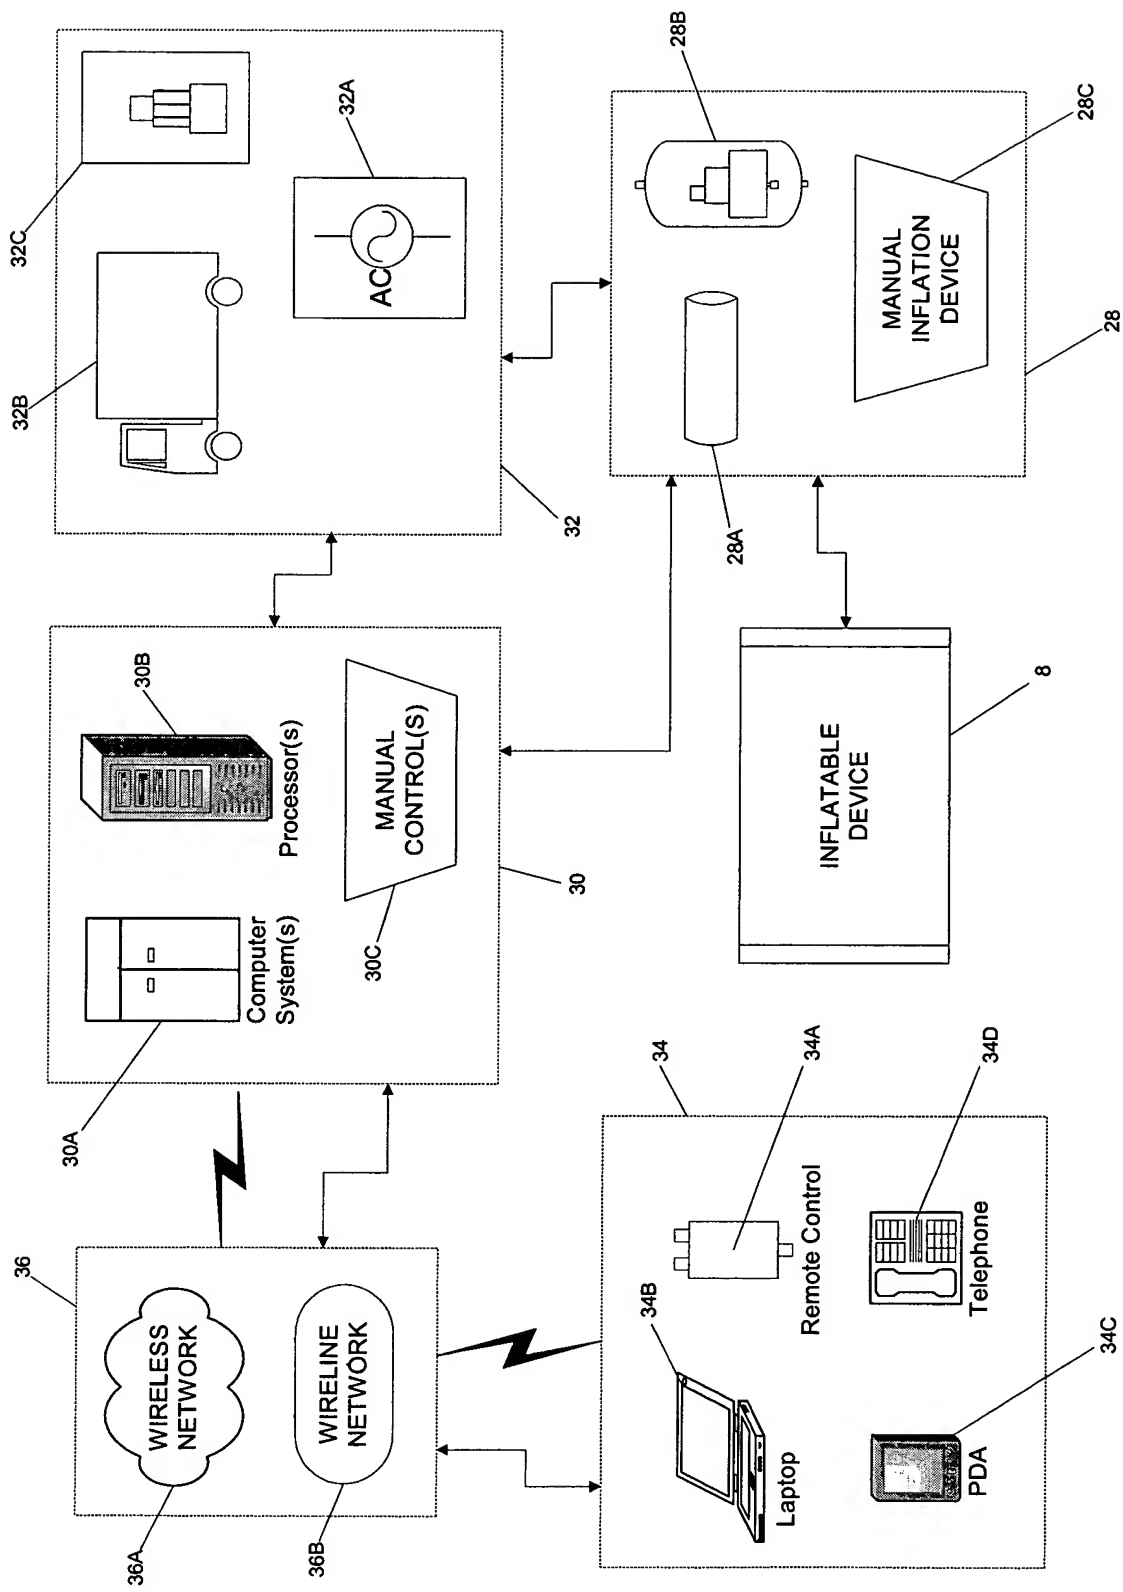 36
36A
WIRELESS
NETWORK
36B
WIRELINE
NETWORK
30A
Computer
System(s)
30B
Processor(s)
30C
MANUAL
CONTROL(S)
30
32B
32C
32A
AC
32
34
34B
Laptop
34A
Remote Control
34C
PDA
34D
Telephone
INFLATABLE
DEVICE
8
28A
28B
MANUAL
INFLATION
DEVICE
28C
28